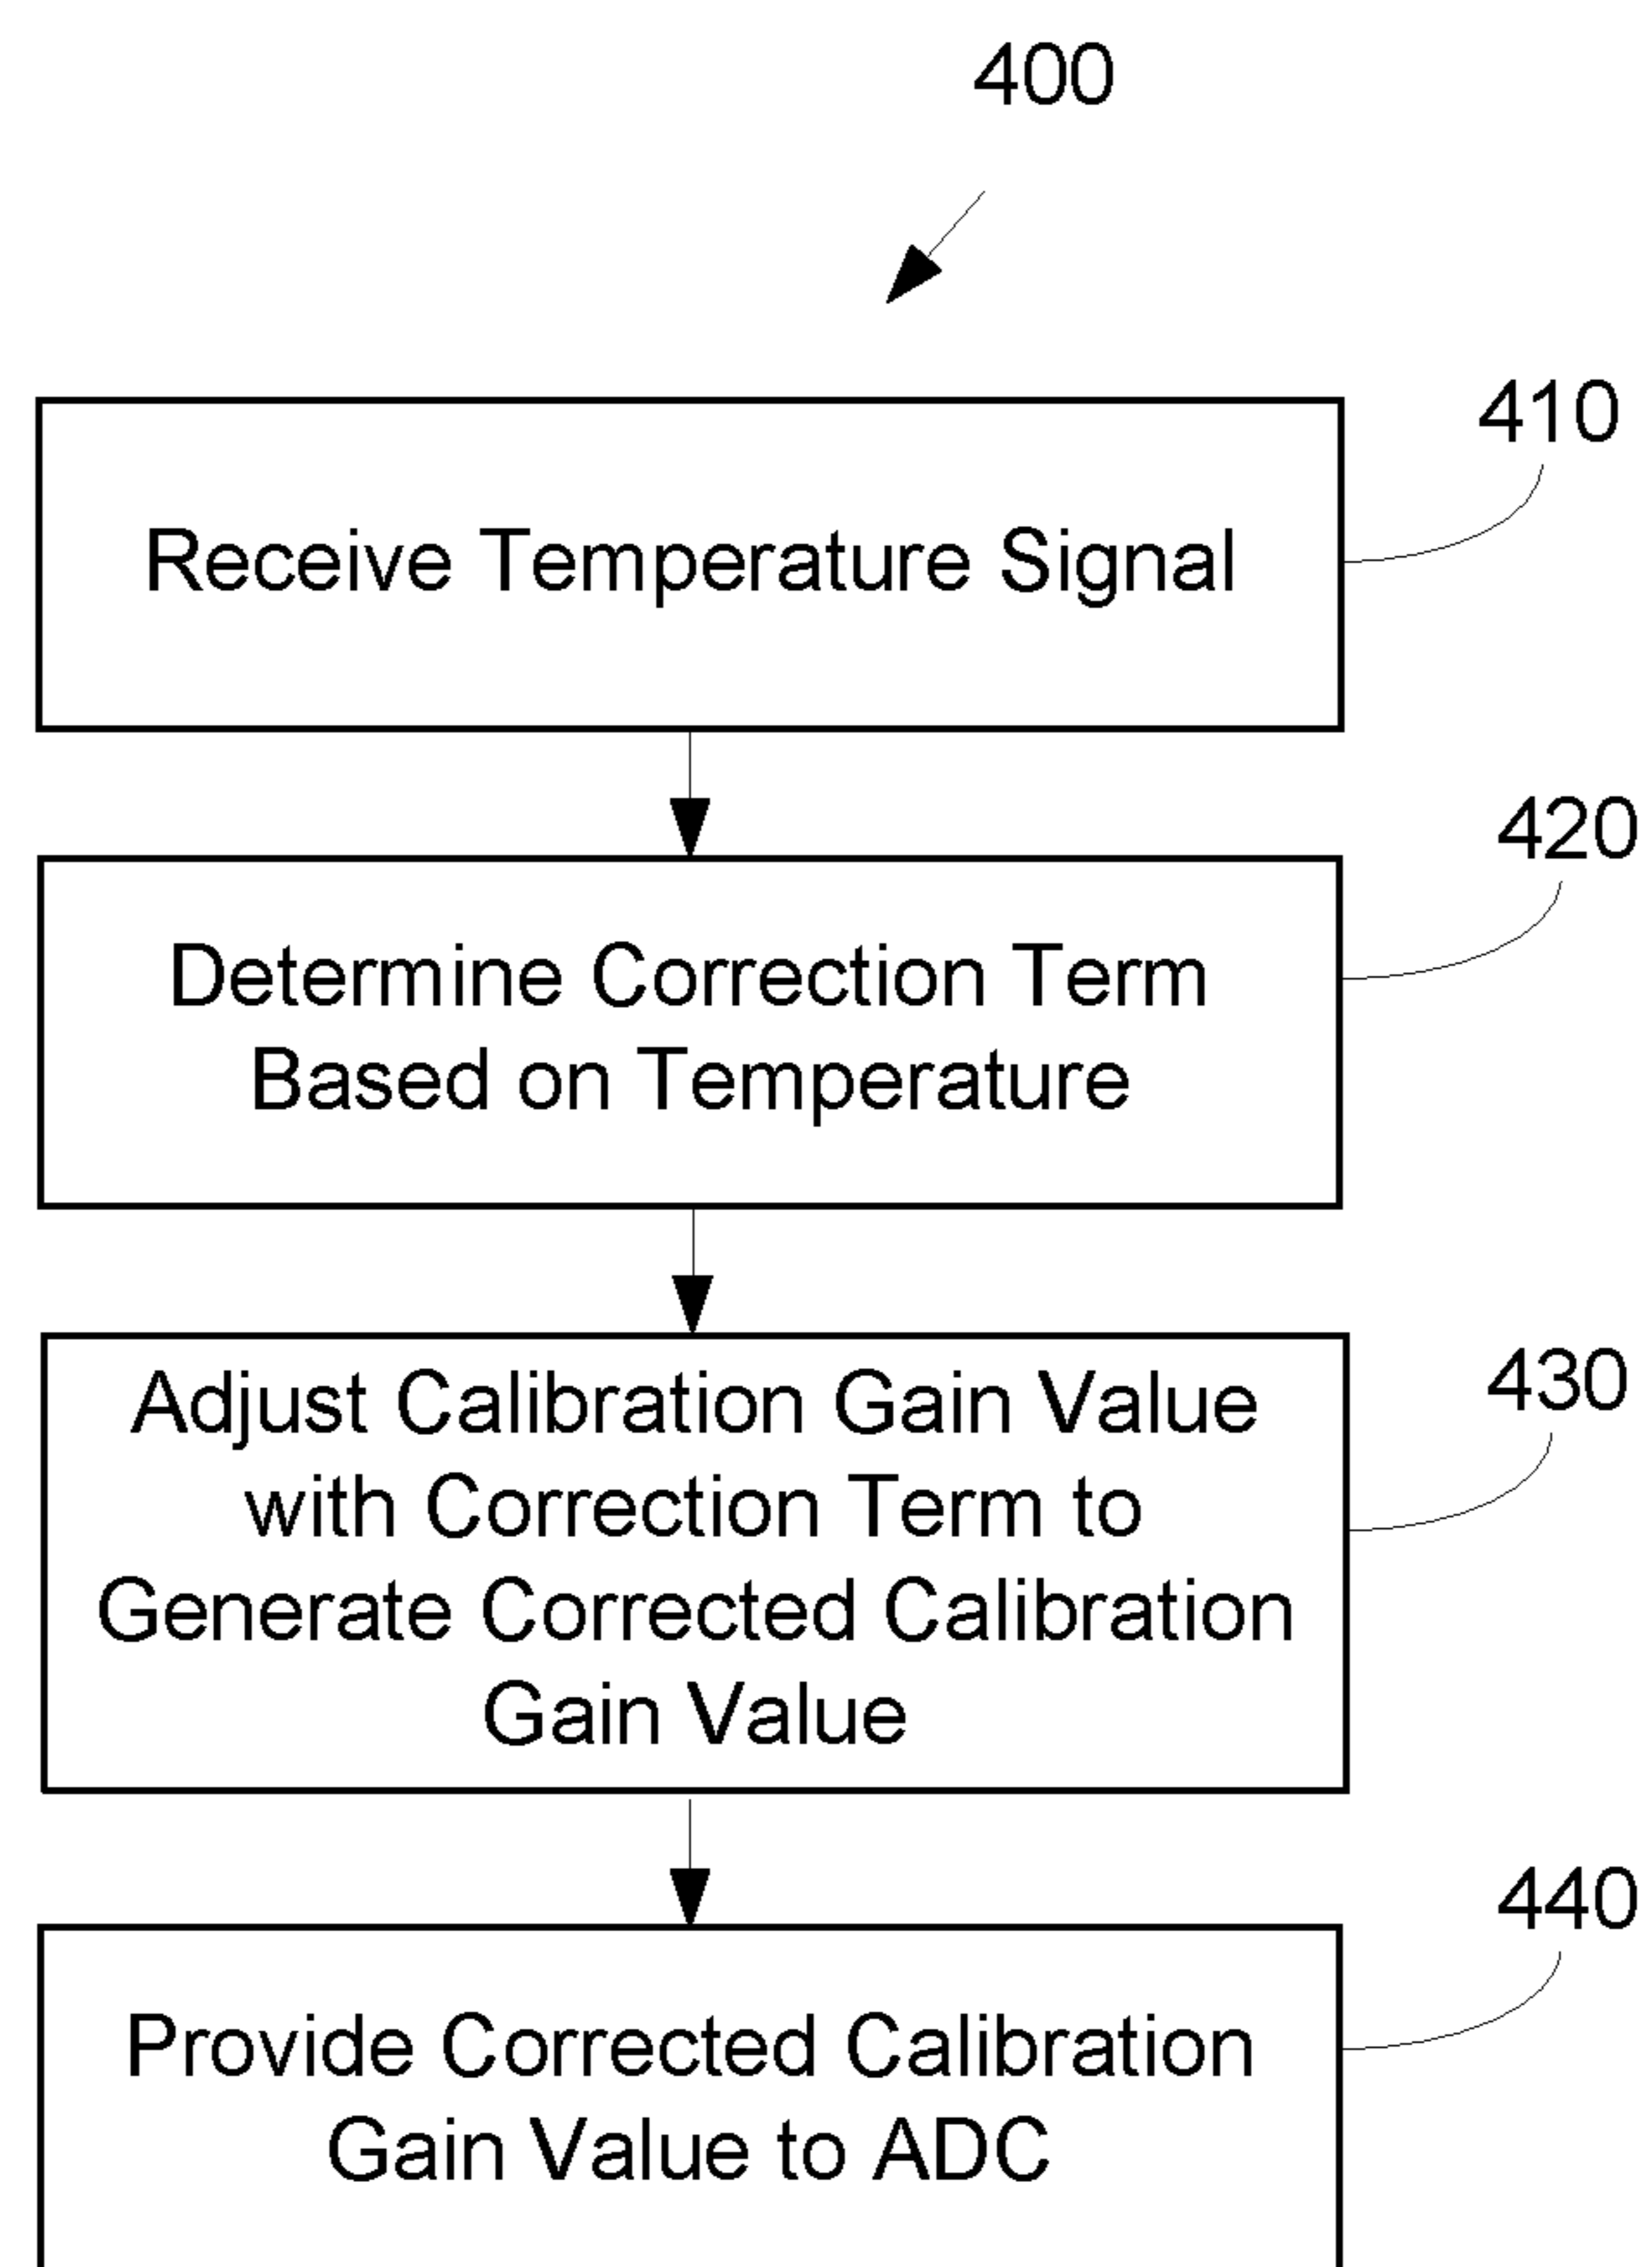 400
410
Receive Temperature Signal
420
Determine Correction Term
Based on Temperature
430
Adjust Calibration Gain Value
with Correction Term to
Generate Corrected Calibration
Gain Value
440
Provide Corrected Calibration
Gain Value to ADC